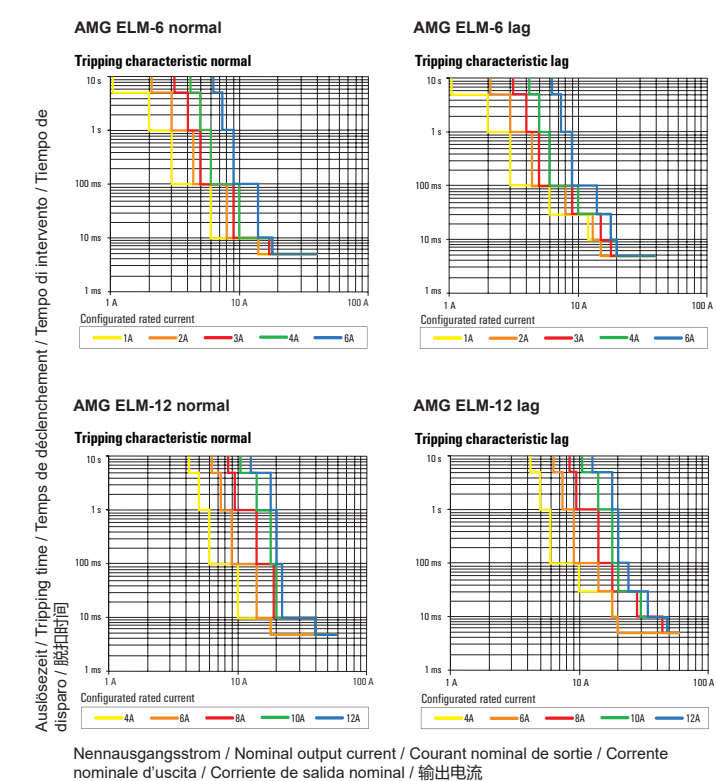 AMG ELM-6 normal
Tripping characteristic normal
10 s
1 s
100 ms
10 ms
1 ms
1 A
10 A
100 A
Configurated rated current
1A
2A
3A
4A
6A
AMG ELM-6 lag
Tripping characteristic lag
10 s
1 s
100 ms
10 ms
1 ms
1 A
10 A
100 A
Configurated rated current
1A
2A
3A
4A
6A
AMG ELM-12 normal
Tripping characteristic normal
10 s
1 s
100 ms
10 ms
1 ms
1 A
10 A
100 A
Configurated rated current
4A
6A
8A
10A
12A
AMG ELM-12 lag
Tripping characteristic lag
10 s
1 s
100 ms
10 ms
1 ms
1 A
10 A
100 A
Configurated rated current
4A
6A
8A
10A
12A
Auslösezeit / Tripping time / Temps de déclenchement / Tempo di intervento / Tiempo de
disparo / 脱扣时间
Nennausgangsstrom / Nominal output current / Courant nominal de sortie / Corrente
nominale d'uscita / Corriente de salida nominal / 输出电流